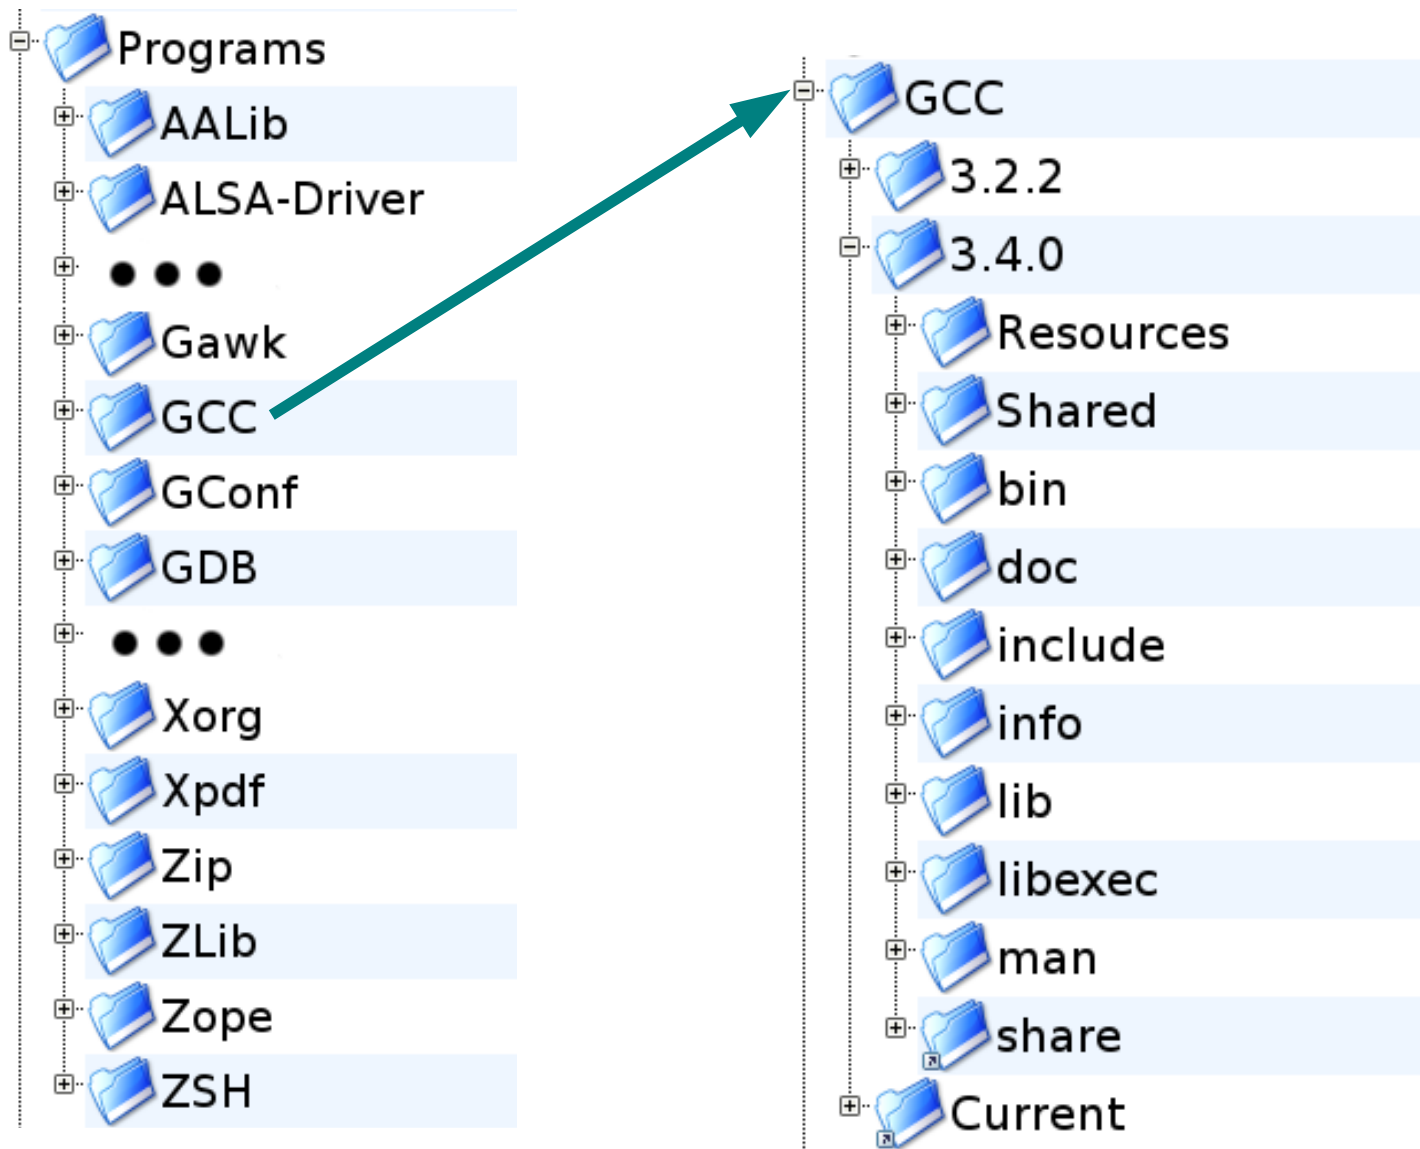 Programs
AALib
ALSA-Driver
● ● ●
Gawk
GCC
GConf
GDB
● ● ●
Xorg
Xpdf
Zip
ZLib
Zope
ZSH
GCC
3.2.2
3.4.0
Resources
Shared
bin
doc
include
info
lib
libexec
man
share
Current